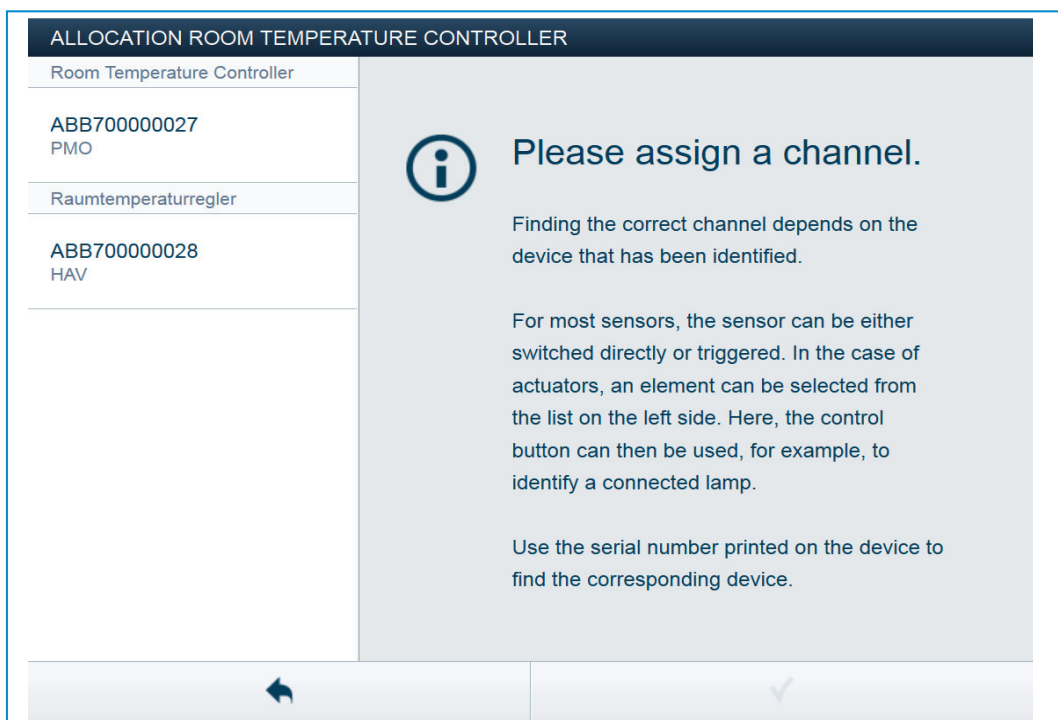 ALLOCATION ROOM TEMPERATURE CONTROLLER
Room Temperature Controller
ABB700000027
PMO
Raumtemperaturregler
ABB700000028
HAV
Please assign a channel.
Finding the correct channel depends on the
device that has been identified.
For most sensors, the sensor can be either
switched directly or triggered. In the case of
actuators, an element can be selected from
the list on the left side. Here, the control
button can then be used, for example, to
identify a connected lamp.
Use the serial number printed on the device to
find the corresponding device.